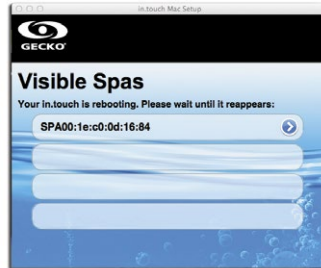 in.touch Mac Setup
GECKO
Visible Spas
Your in.touch is rebooting. Please wait until it reappears:
SPA00:1e:c0:0d:16:84